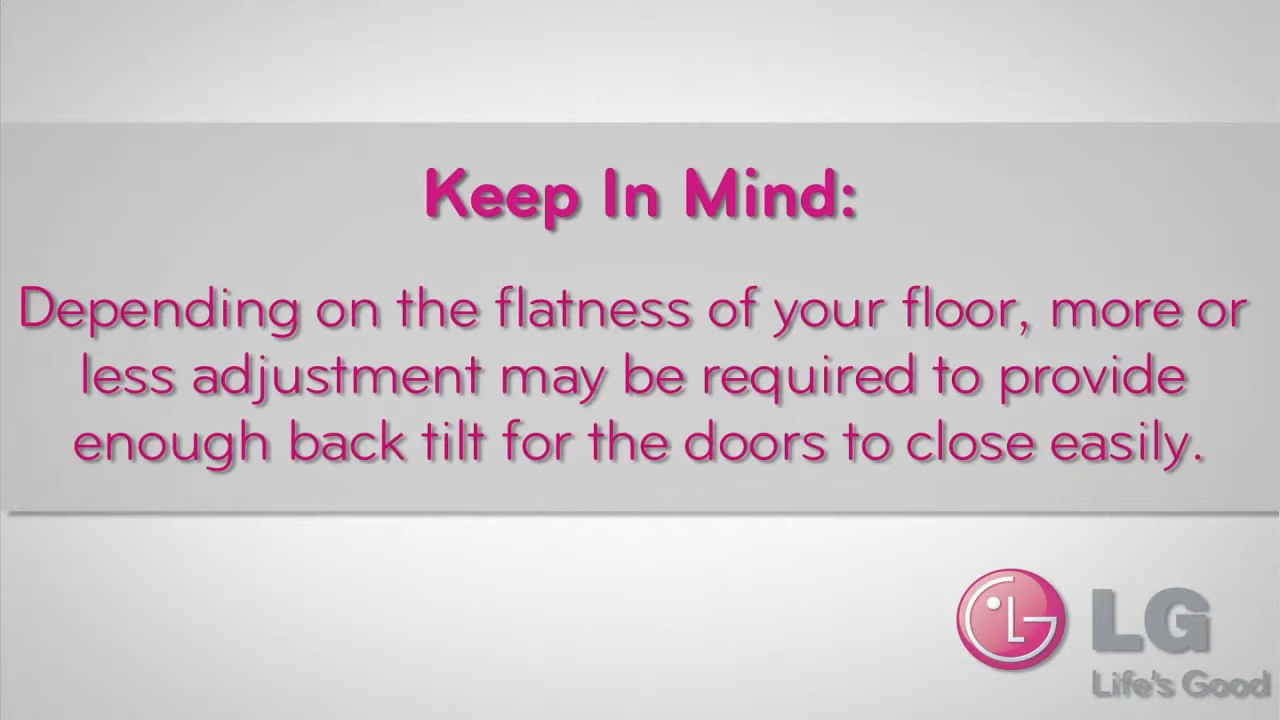 Keep In Mind:
Depending on the flatness of your floor, more or
less adjustment may be required to provide
enough back tilt for the doors to close easily.
LG
Life's Good